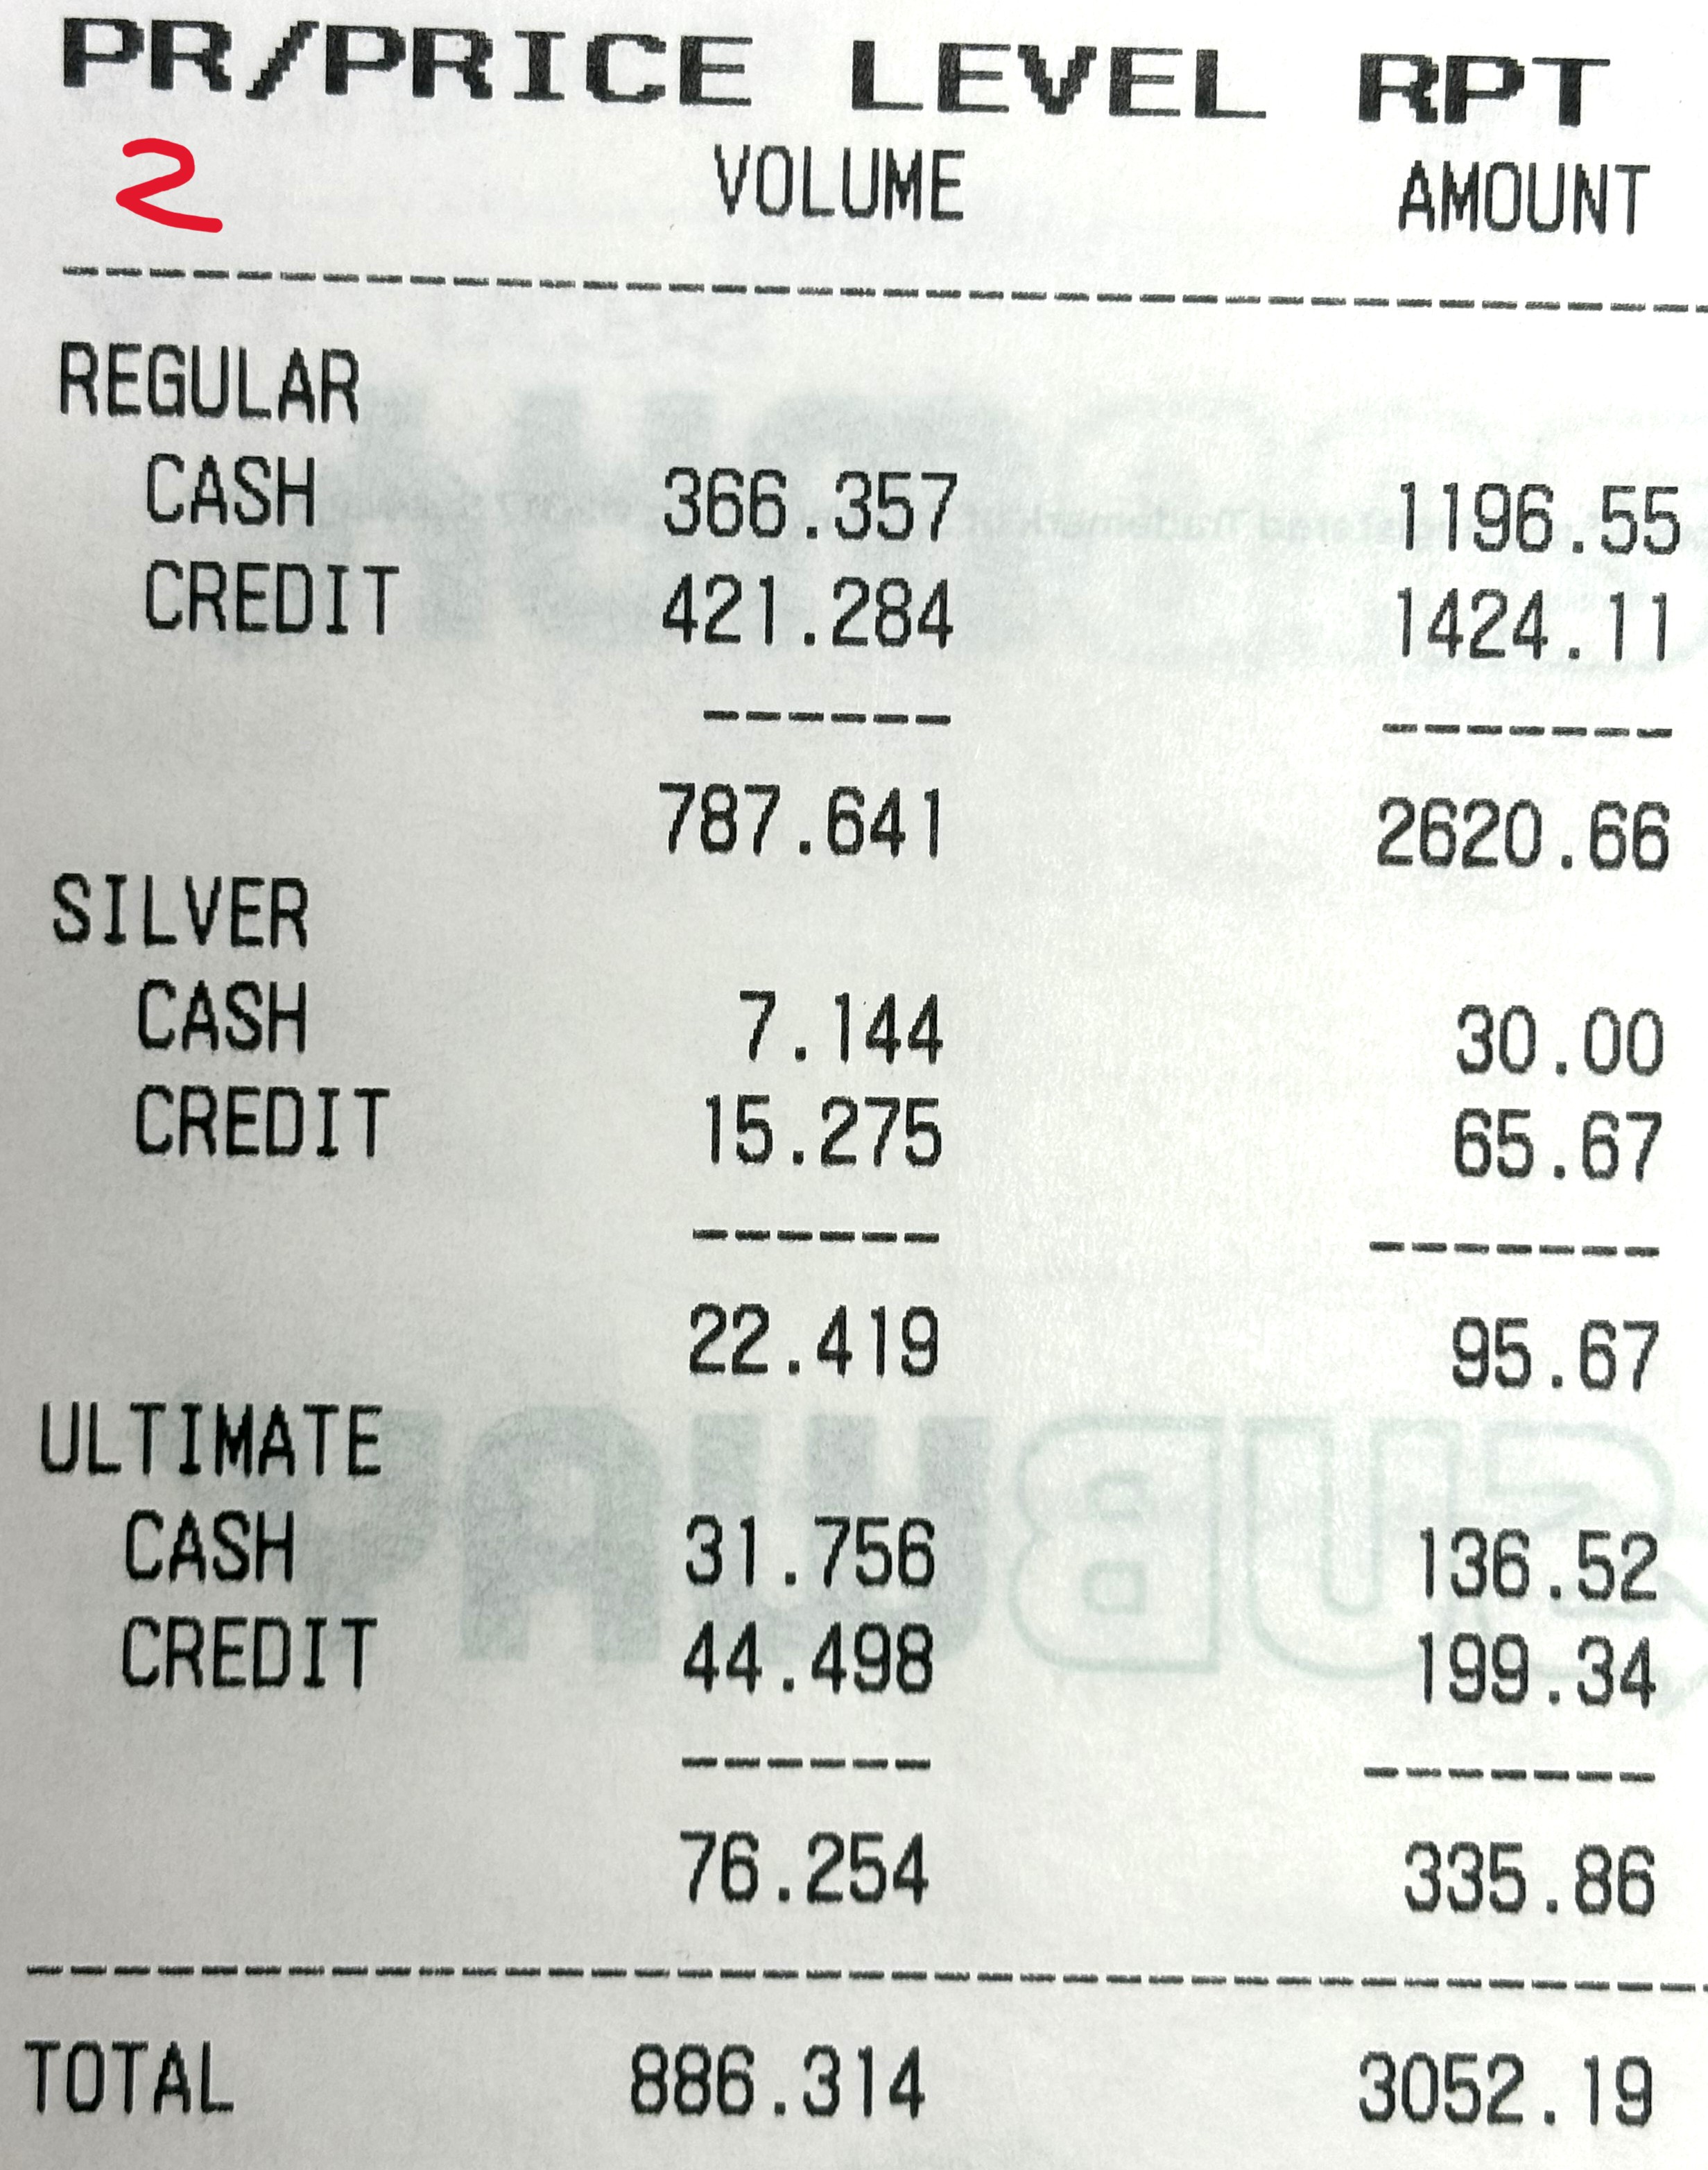 PR/PRICE LEVEL RPT
2 VOLUME AMOUNT
REGULAR
CASH 366.357 1196.55
CREDIT 421.284 1424.11
787.641 2620.66
SILVER
CASH 7.144 30.00
CREDIT 15.275 65.67
22.419 95.67
ULTIMATE
CASH 31.756 136.52
CREDIT 44.498 199.34
76.254 335.86
TOTAL 886.314 3052.19